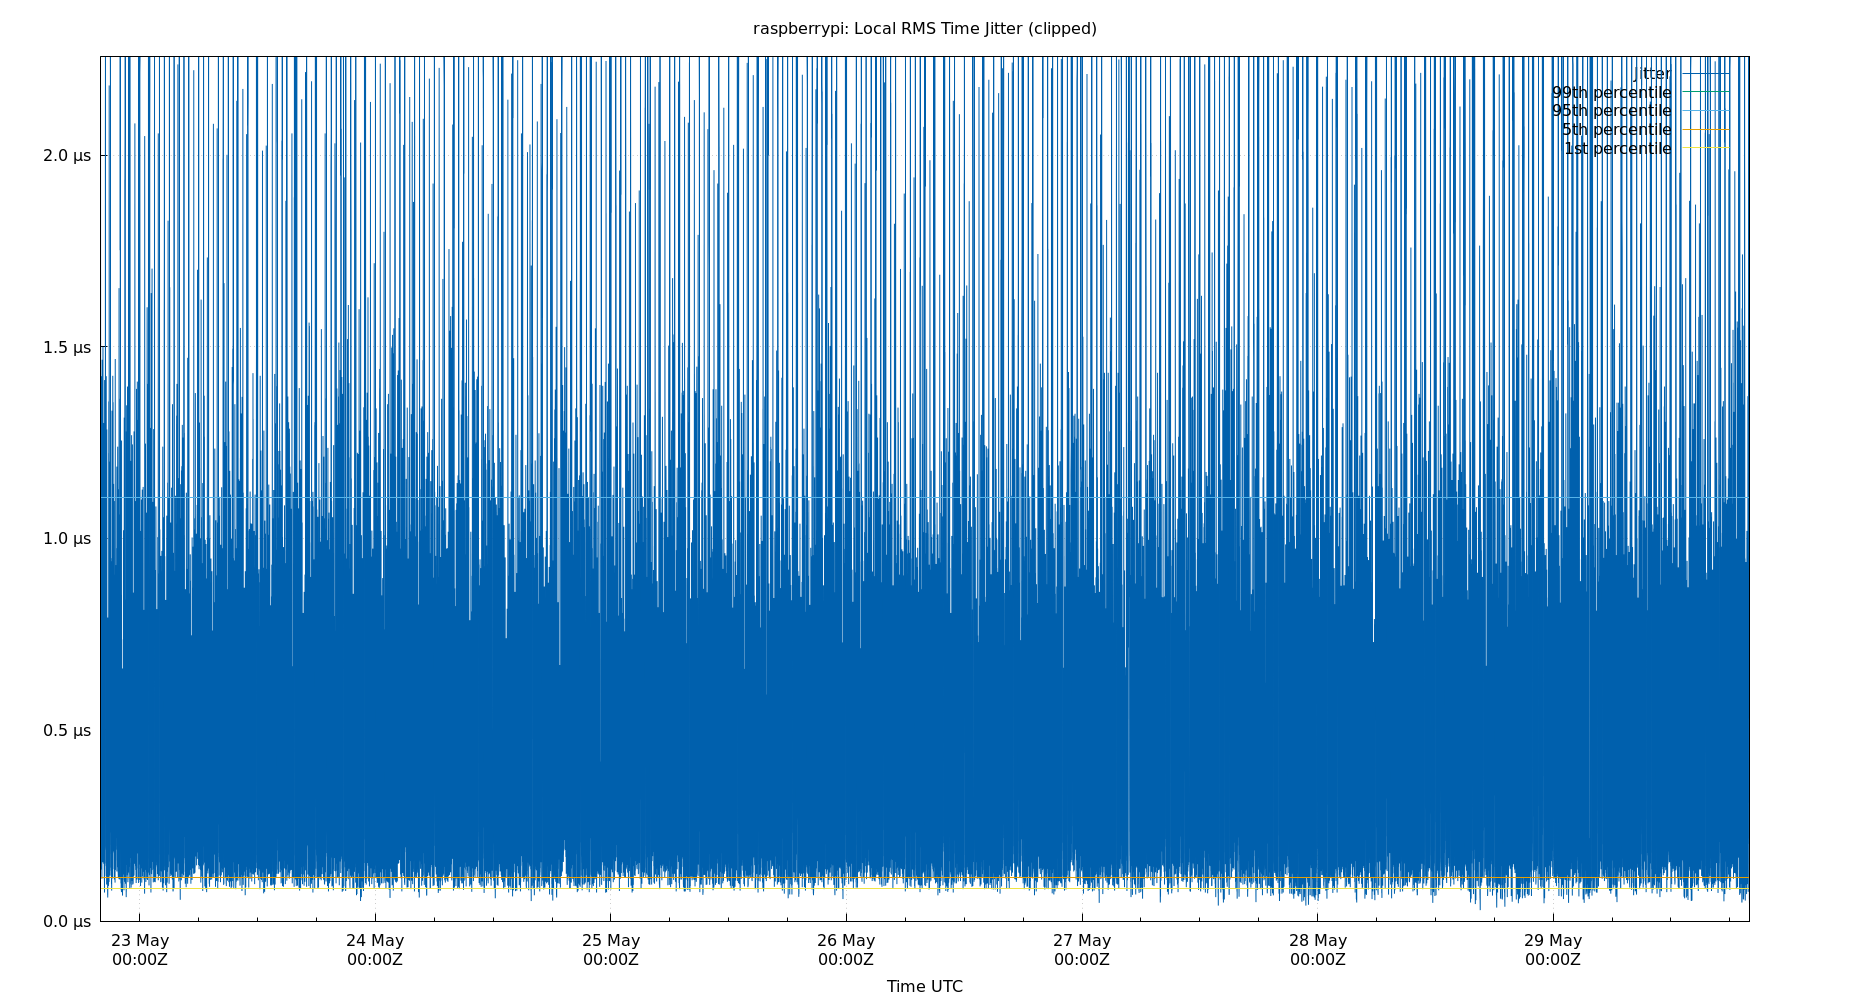 raspberrypi: Local RMS Time Jitter (clipped)
jitter
99th percentile
95th percentile
5th percentile
1st percentile
2.0 µs
1.5 µs
1.0 µs
0.5 µs
0.0 µs
23 May 24 May 25 May 26 May 27 May 28 May 29 May
00:00Z 00:00Z 00:00Z 00:00Z 00:00Z 00:00Z 00:00Z
Time UTC